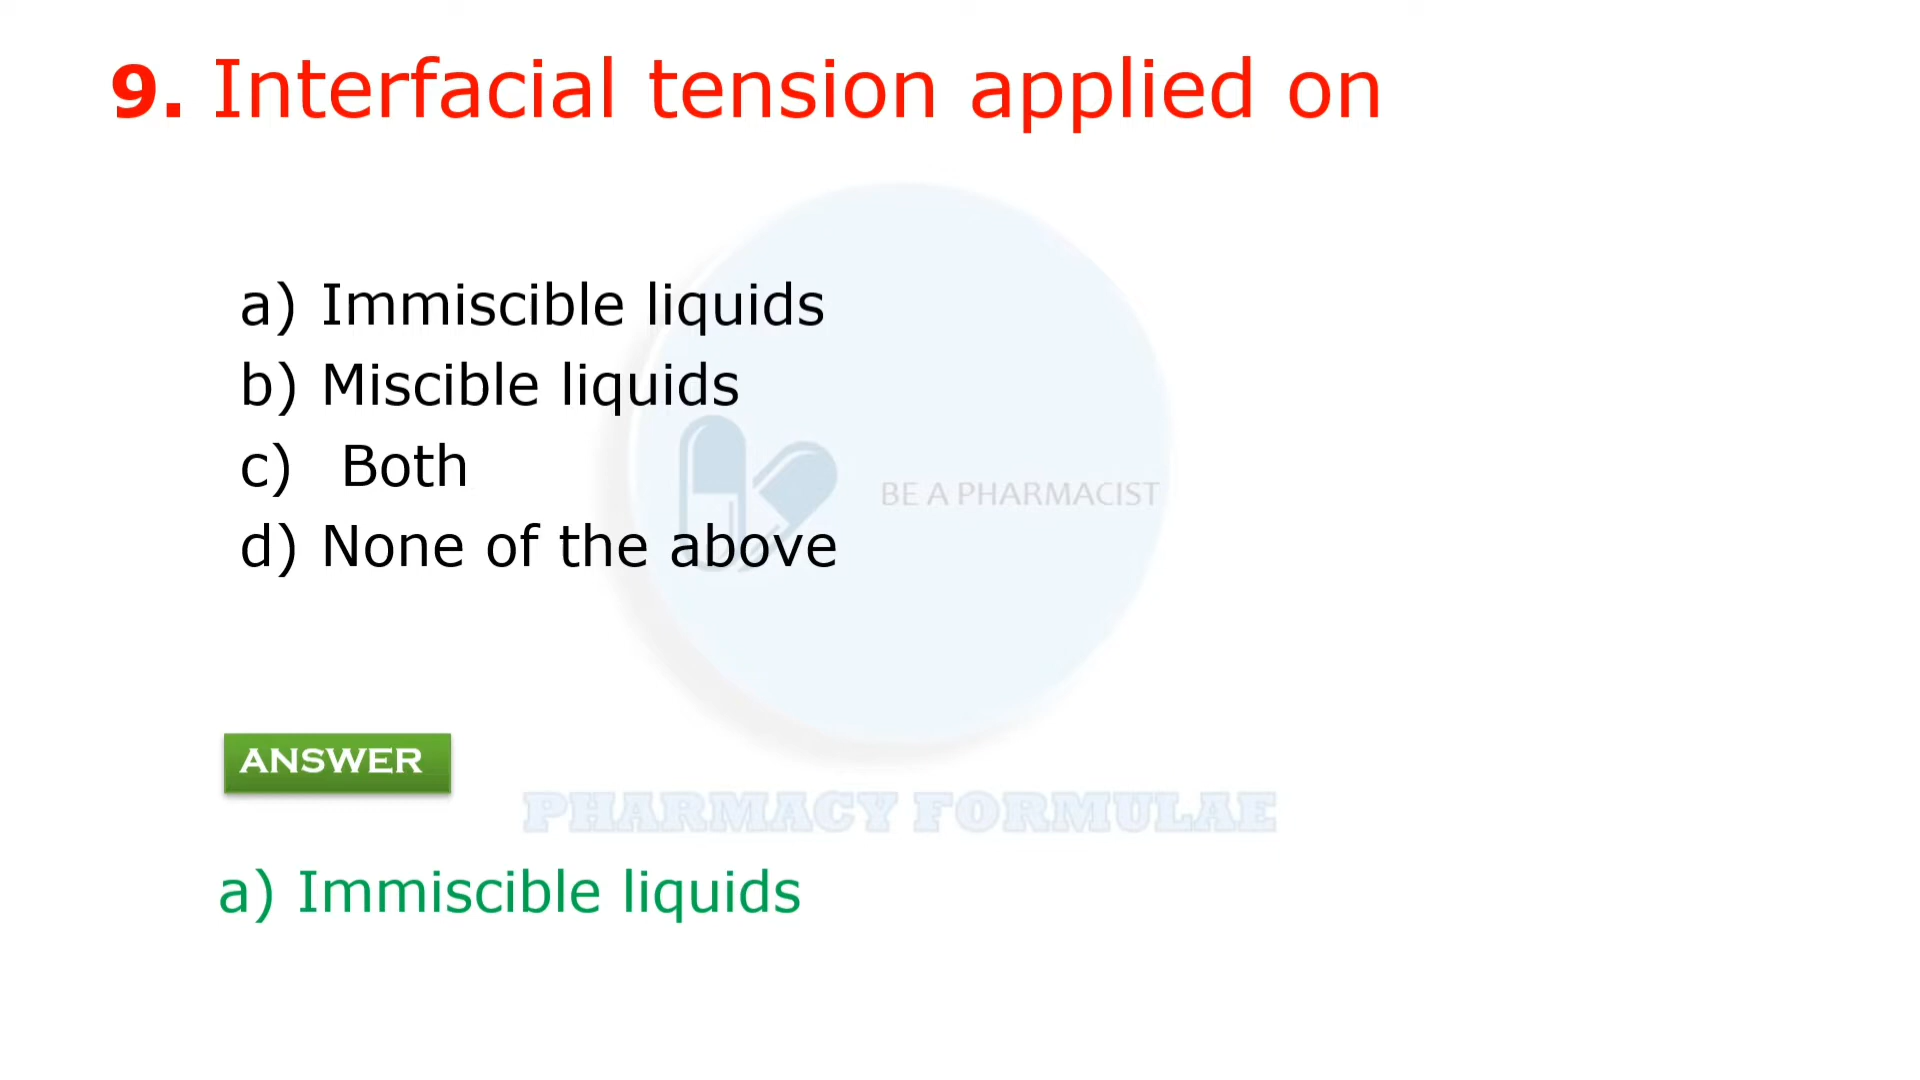 9. Interfacial tension applied on
a) Immiscible liquids
b) Miscible liquids
c) Both
BE A PHARMACIST
d) None of the above
ANSWER
PHARMACY FORMULAE
a) Immiscible liquids